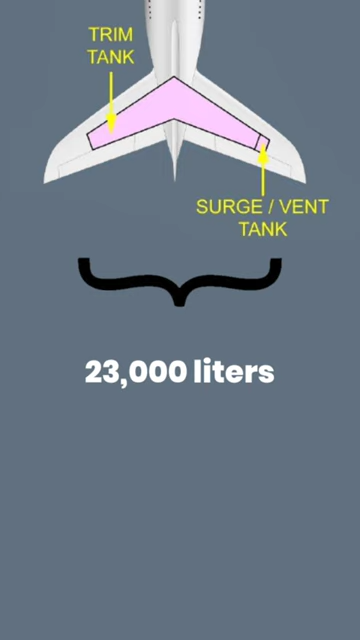 TRIM
TANK
SURGE / VENT
TANK
23,000 liters